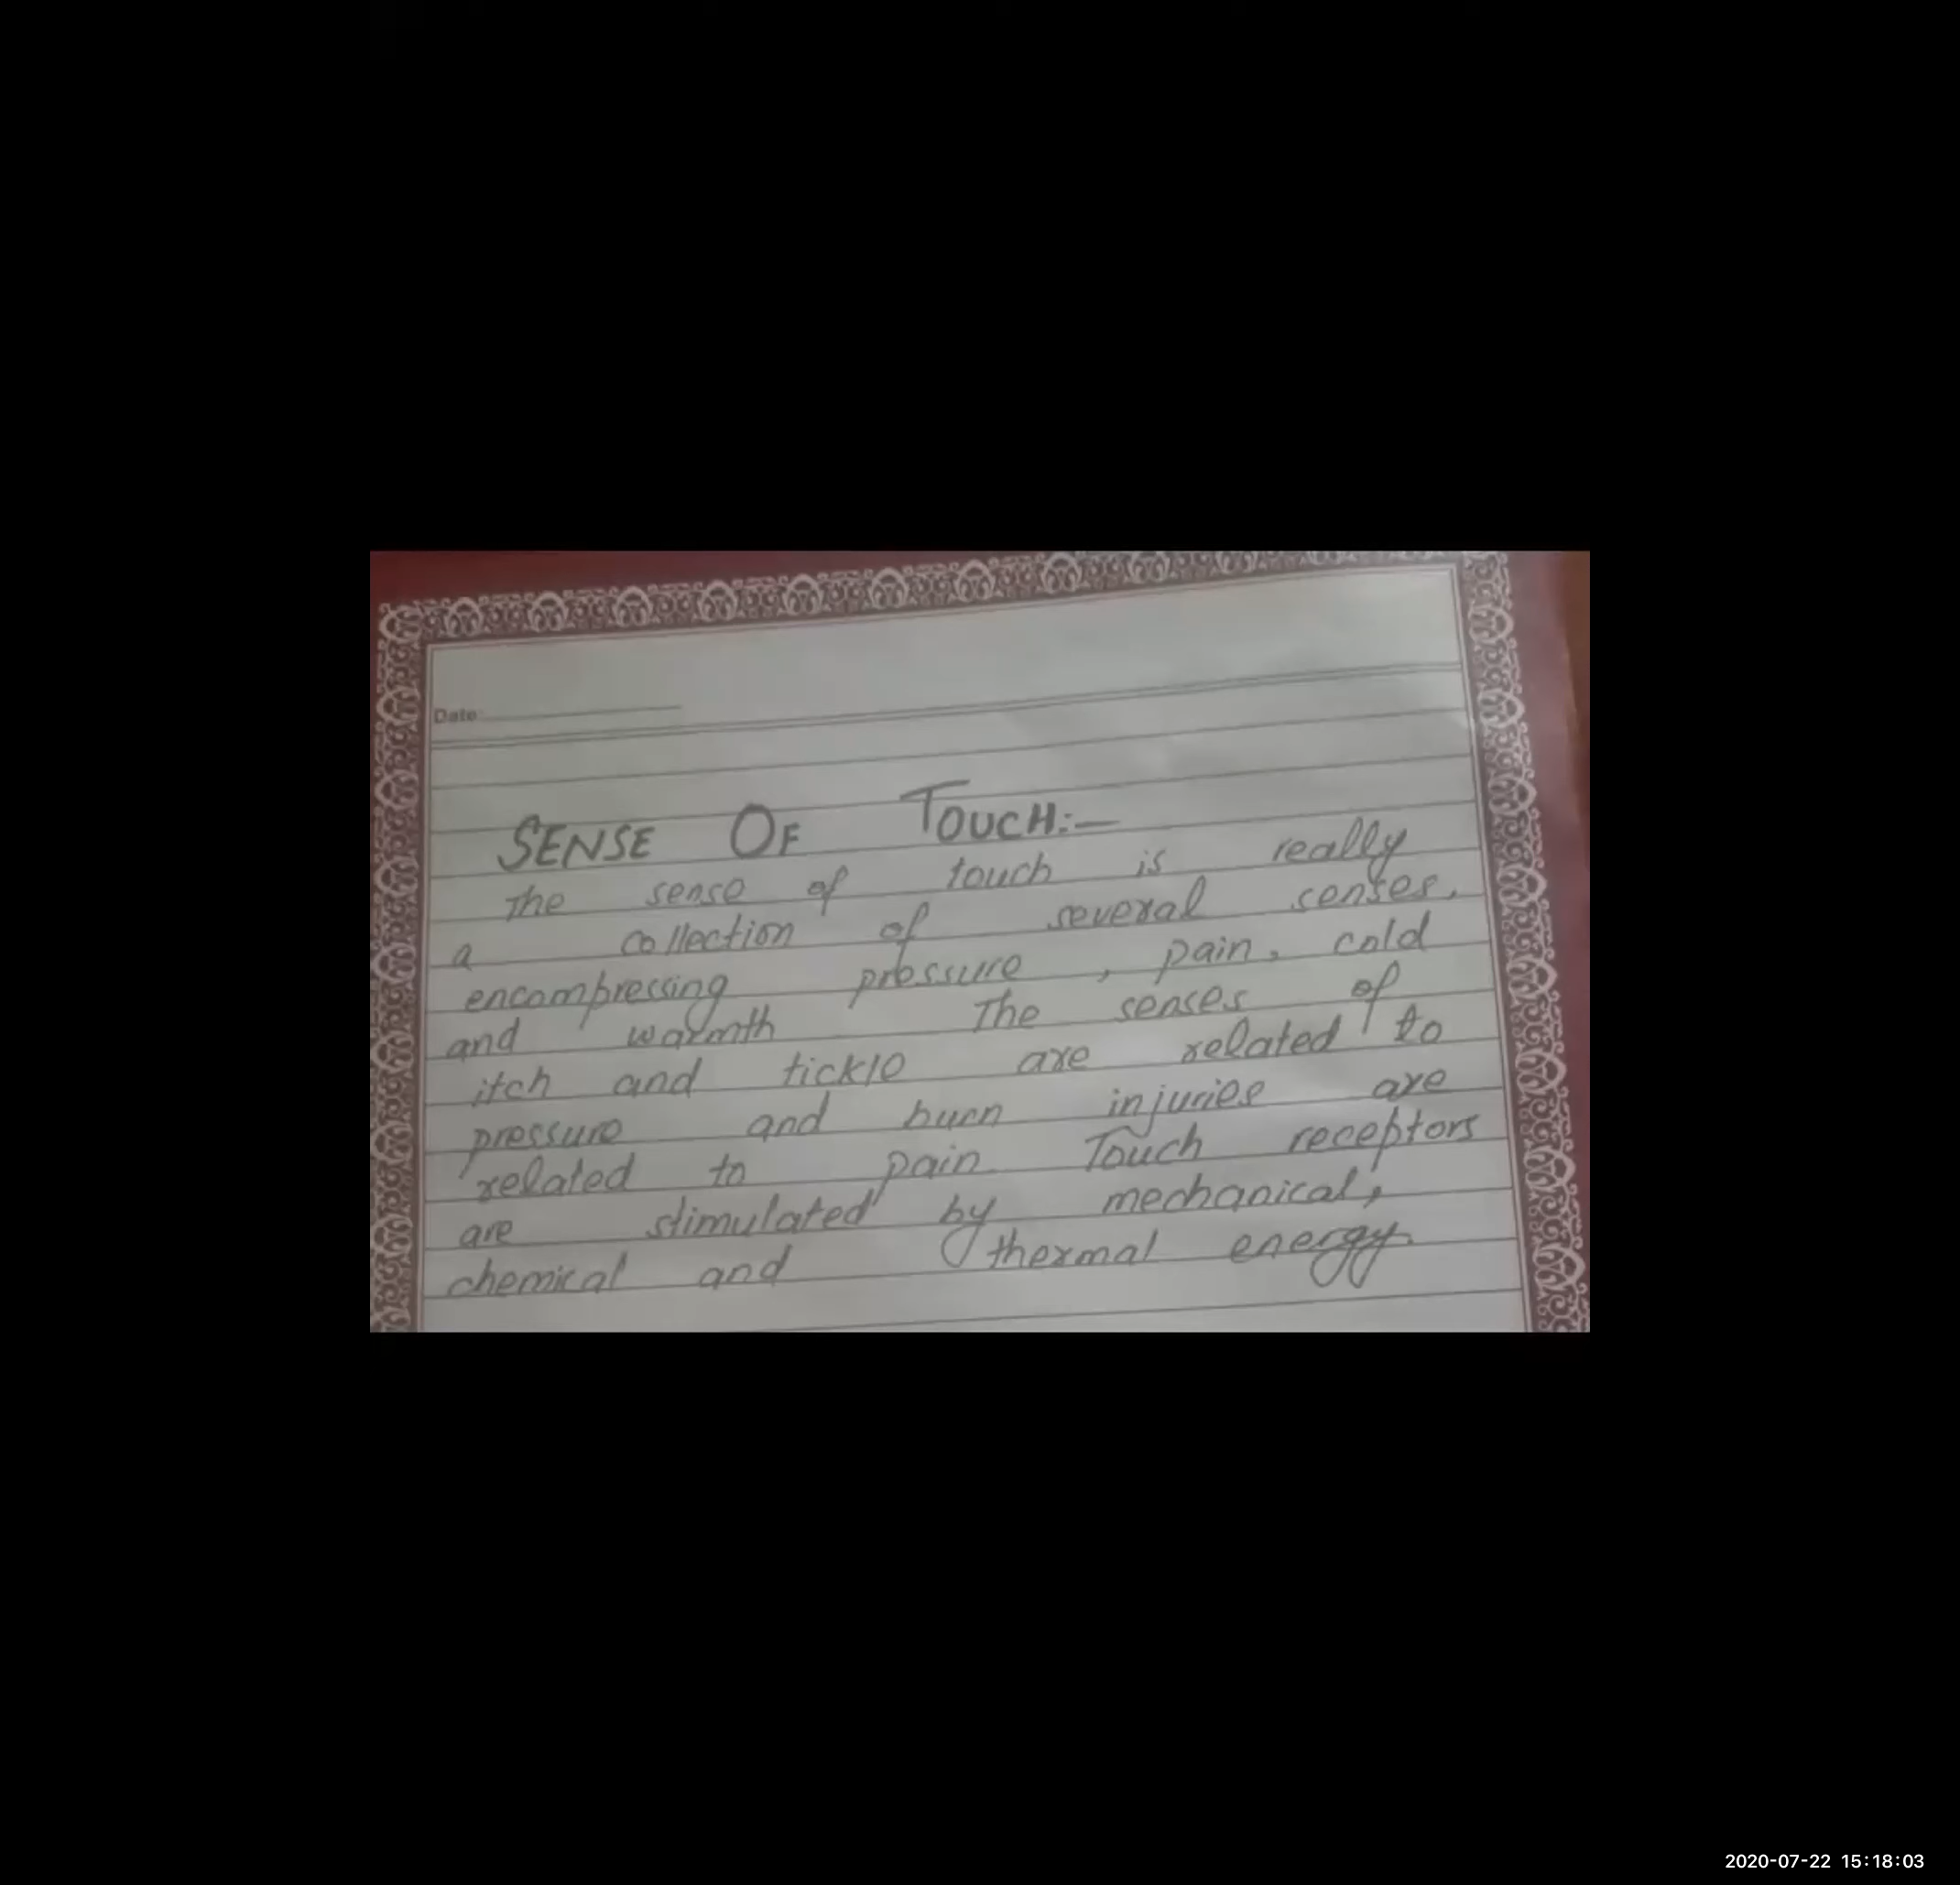 Date:
SENSE OF TOUCH:—
The sense of touch is really
a collection of several senses,
encompressing pressure, pain, cold
and warmth The senses of
itch and tickle are related to
pressure and burn injuries are
related to pain Touch receptors
are stimulated by mechanical,
chemical and thermal energy.
2020-07-22 15:18:03